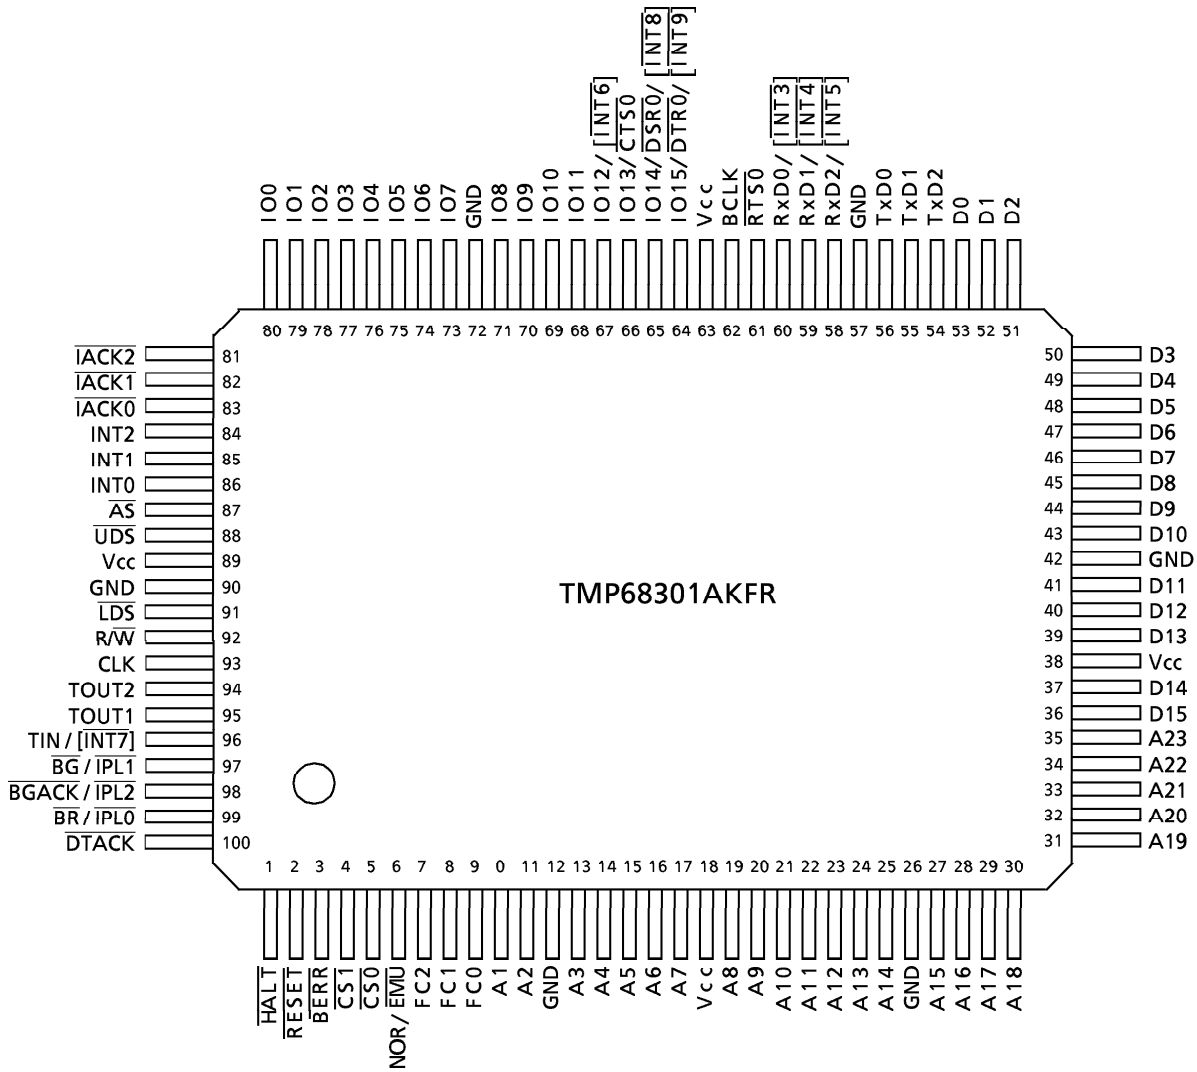 IO0
IO1
IO2
IO3
IO4
IO5
IO6
IO7
GND
IO8
IO9
IO10
IO11
IO12/[INT6]
IO13/CTS0
IO14/DSR0/[INT8]
IO15/DTR0/[INT9]
Vcc
BCLK
RTS0
RxD0/[INT3]
RxD1/[INT4]
RxD2/[INT5]
GND
TxD0
TxD1
TxD2
D0
D1
D2
80 79 78 77 76 75 74 73 72 71 70 69 68 67 66 65 64 63 62 61 60 59 58 57 56 55 54 53 52 51
IACK2 81
IACK1 82
IACK0 83
INT2 84
INT1 85
INT0 86
AS 87
UDS 88
Vcc 89
GND 90
LDS 91
R/W 92
CLK 93
TOUT2 94
TOUT1 95
TIN / [INT7] 96
BG / IPL1 97
BGACK / IPL2 98
BR / IPL0 99
DTACK 100
TMP68301AKFR
50 D3
49 D4
48 D5
47 D6
46 D7
45 D8
44 D9
43 D10
42 GND
41 D11
40 D12
39 D13
38 Vcc
37 D14
36 D15
35 A23
34 A22
33 A21
32 A20
31 A19
1 2 3 4 5 6 7 8 9 0 11 12 13 14 15 16 17 18 19 20 21 22 23 24 25 26 27 28 29 30
HALT
RESET
BERR
CS1
CS0
NOR/EMU
FC2
FC1
FC0
A1
A2
GND
A3
A4
A5
A6
A7
Vcc
A8
A9
A10
A11
A12
A13
A14
GND
A15
A16
A17
A18